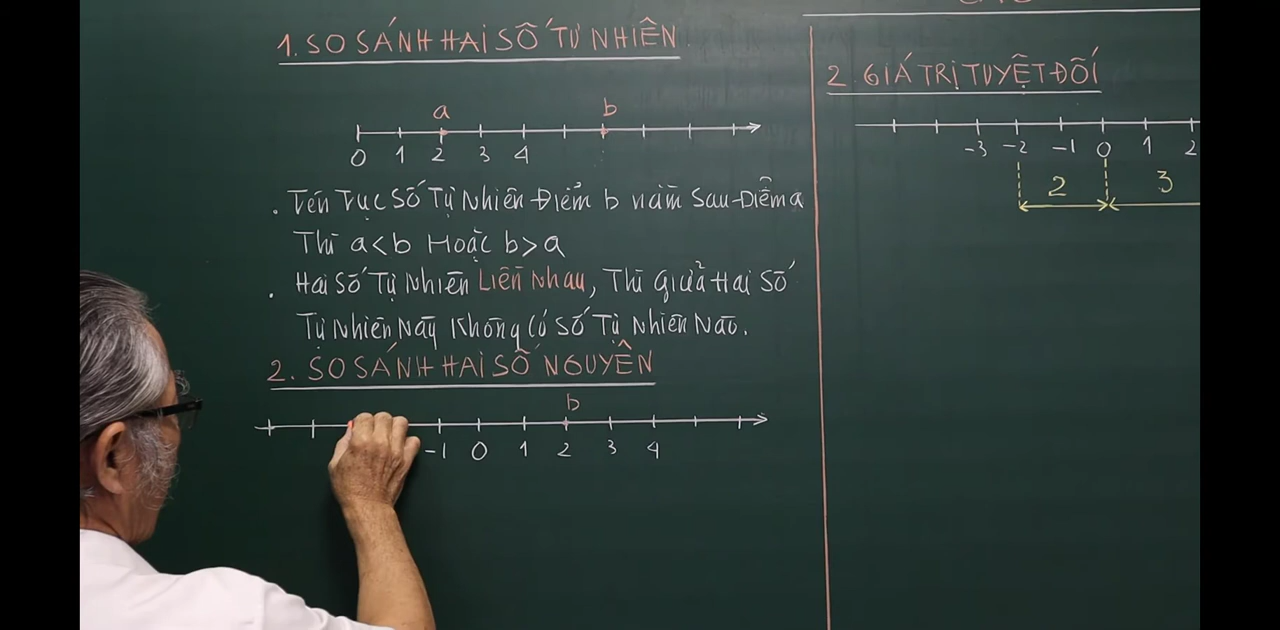 1. SO SÁNH HAI SỐ TỰ NHIÊN
a b
0 1 2 3 4
. Trên Trục Số Tự Nhiên Điểm b nằm Sau Điểm a
Thì a < b Hoặc b > a
. Hai Số Tự Nhiên Liền Nhau, Thì Giữa Hai Số
Tự Nhiên Này Không Có Số Tự Nhiên Nào.
2. SO SÁNH HAI SỐ NGUYÊN
b
-1 0 1 2 3 4
2. GIÁ TRỊ TUYỆT ĐỐI
-3 -2 -1 0 1 2
2 3